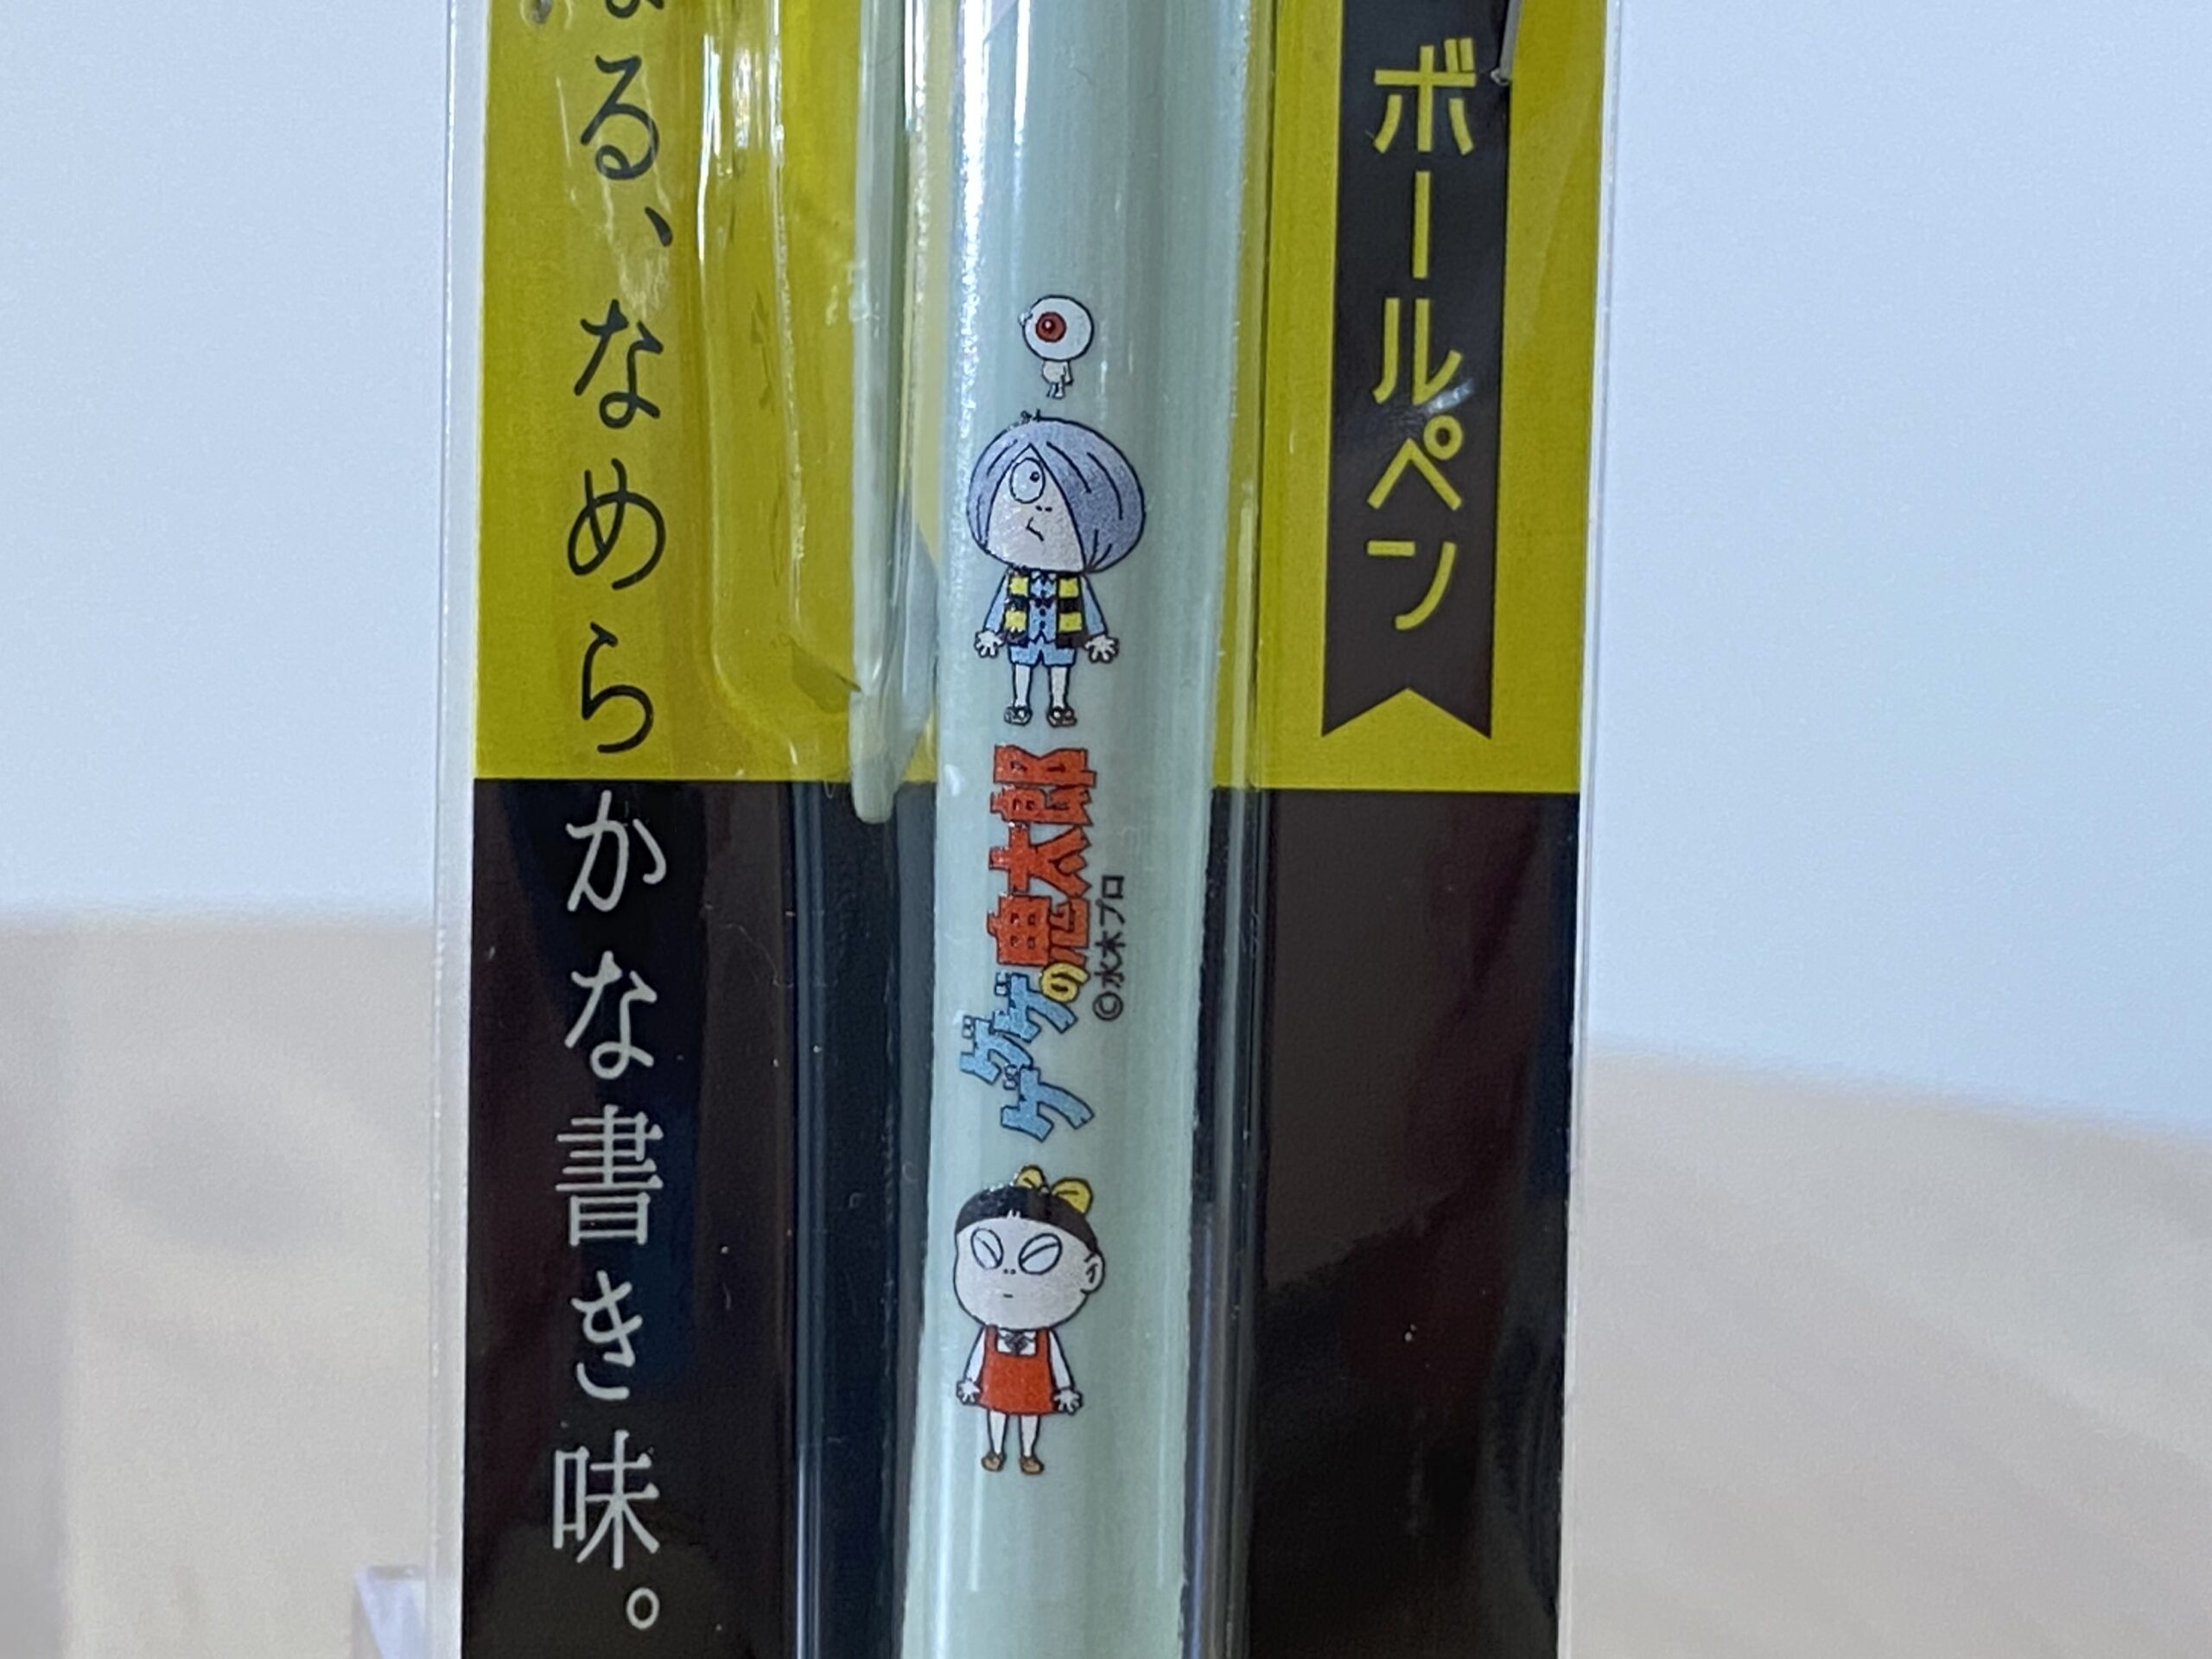 ボールペン
る、なめらかな書き味。
ゲゲゲの鬼太郎
©水木プロ